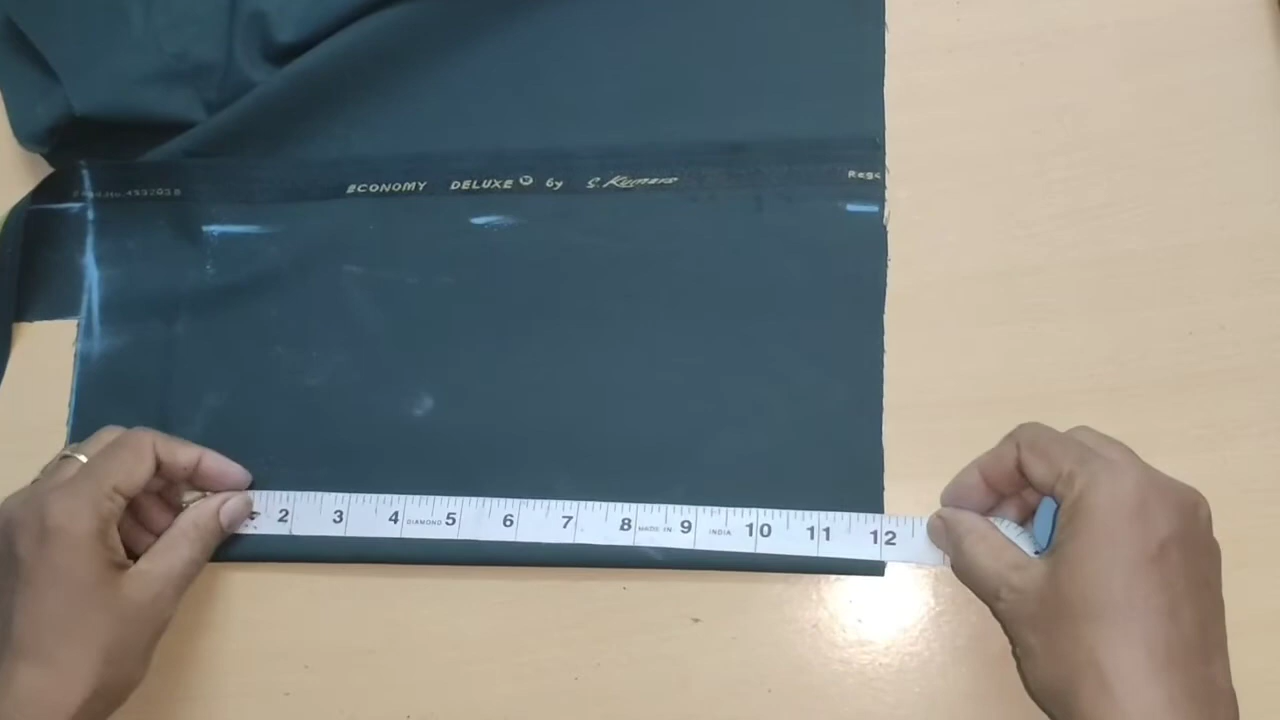 ECONOMY DELUXE by S. Kumars Rego
2 3 4 DIAMOND 5 6 7 8 MADE IN 9 INDIA 10 11 12